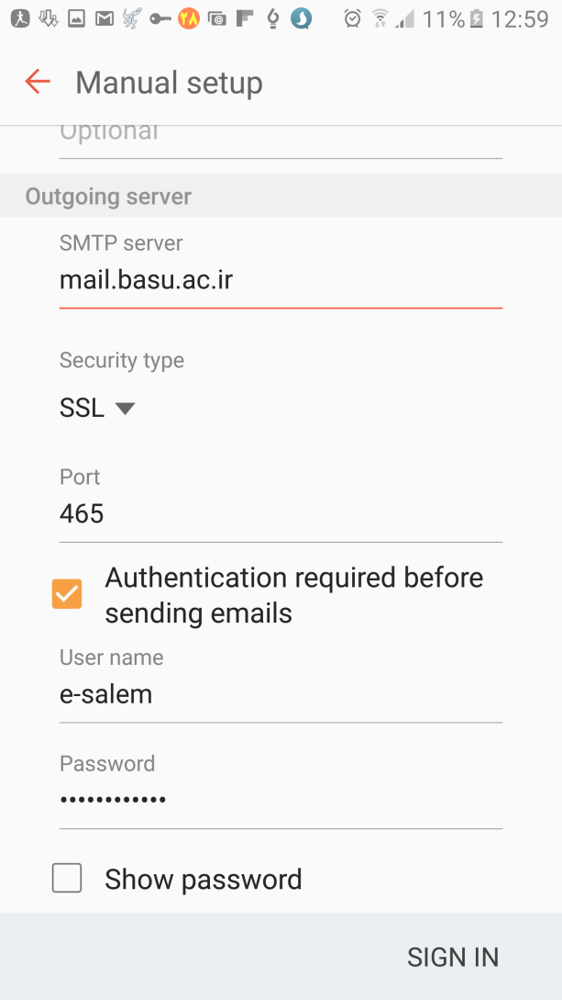 ۲۸
11% 12:59
Manual setup
Optional
Outgoing server
SMTP server
mail.basu.ac.ir
Security type
SSL
Port
465
Authentication required before
sending emails
User name
e-salem
Password
••••••••••••
Show password
SIGN IN